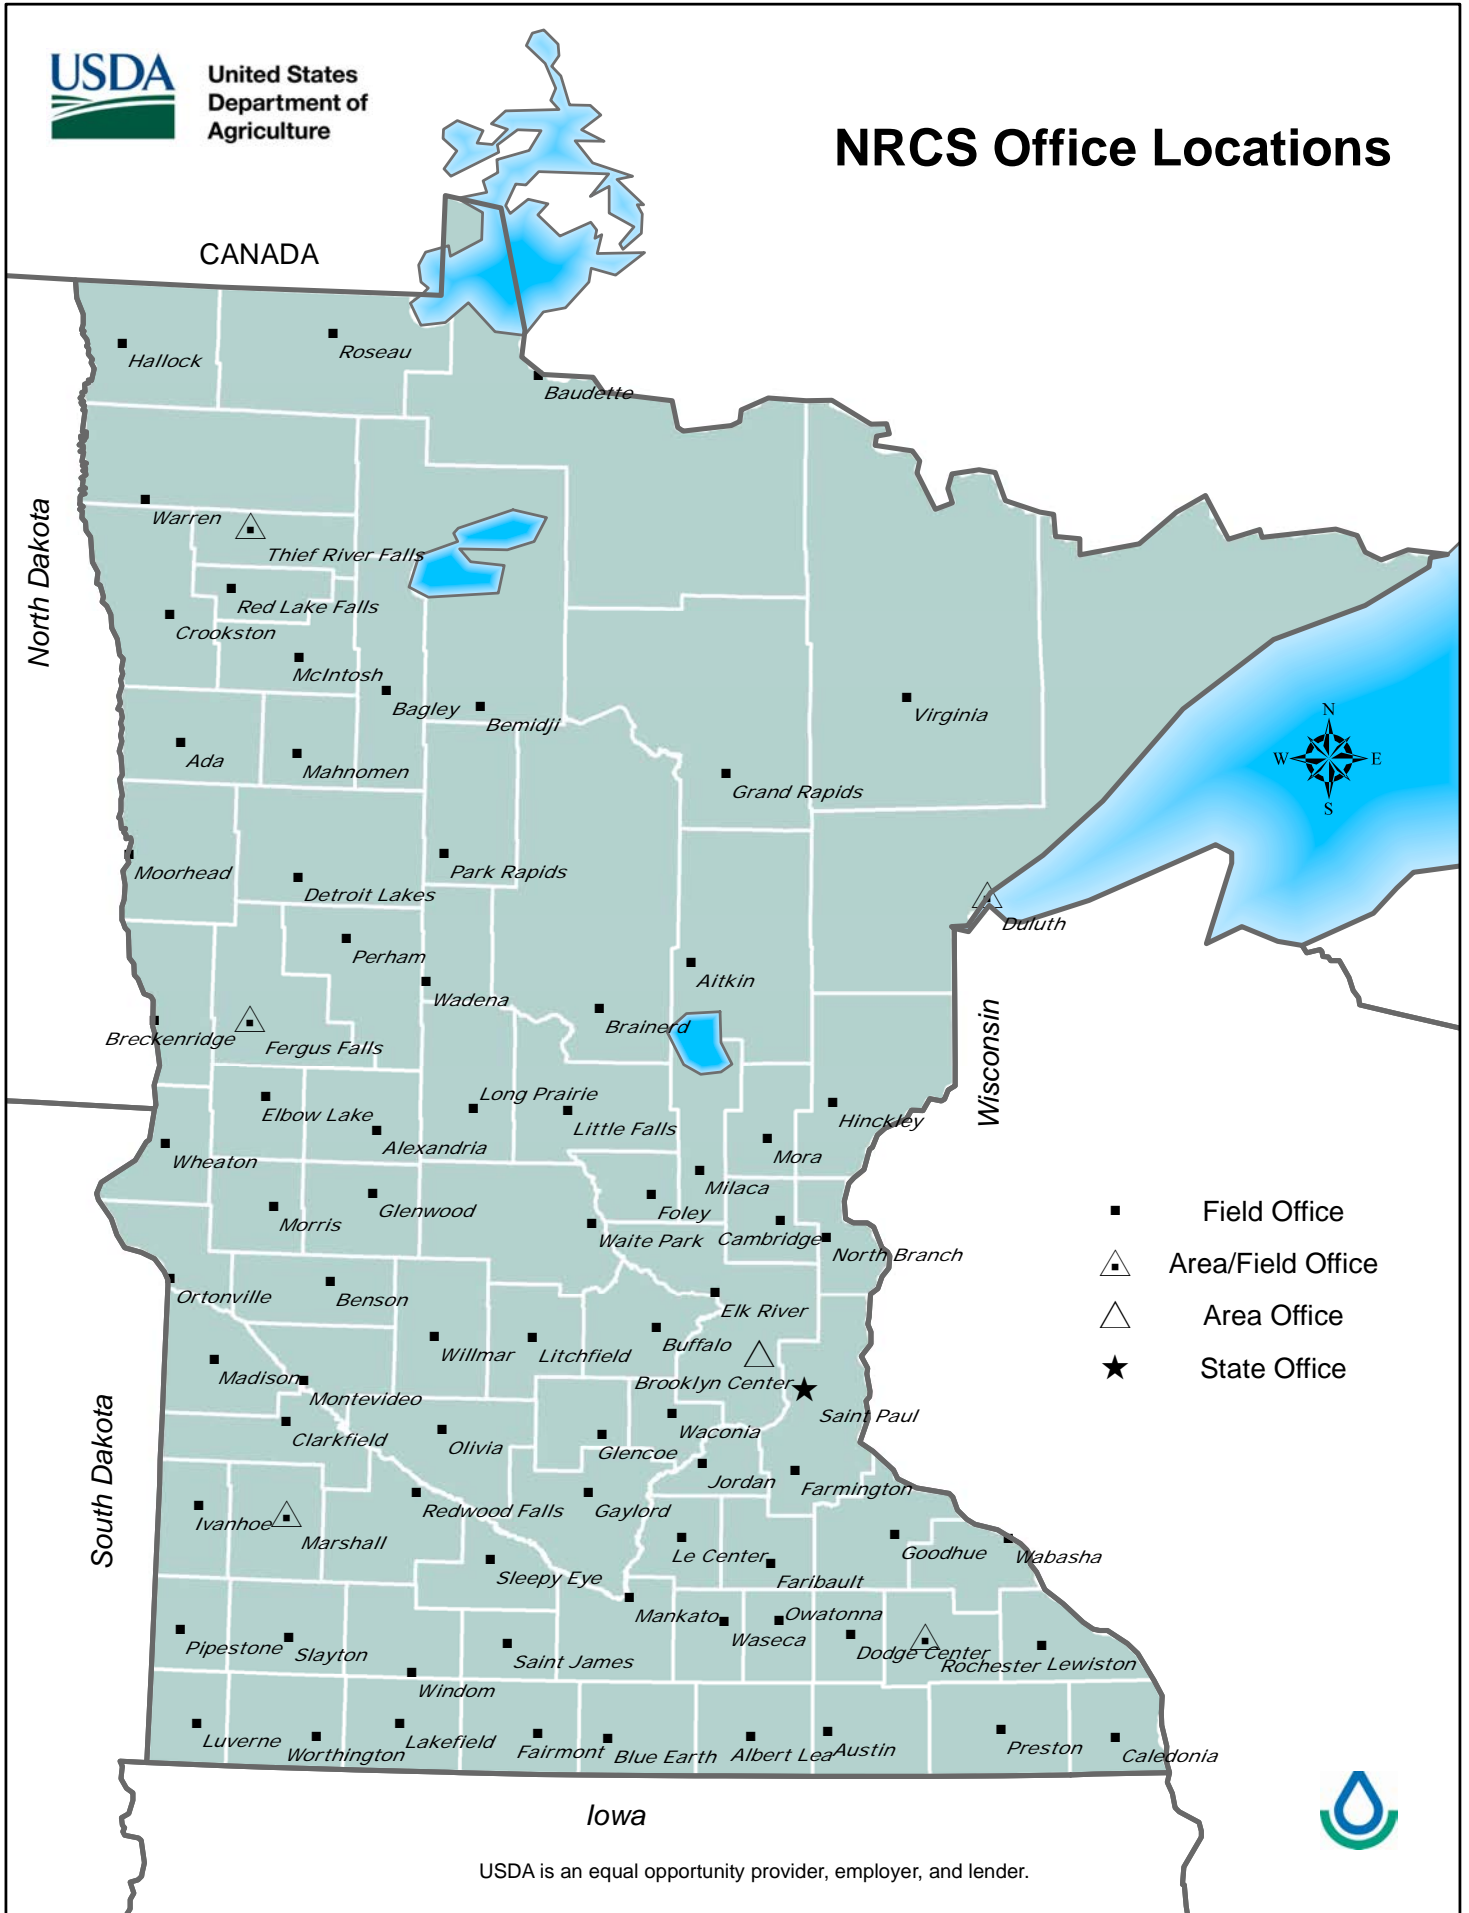 USDA
United States
Department of
Agriculture
NRCS Office Locations
CANADA
Hallock
Roseau
Baudette
North Dakota
Warren
Thief River Falls
Red Lake Falls
Crookston
McIntosh
Bagley
Bemidji
Virginia
N
W
E
S
Ada
Mahnomen
Grand Rapids
Moorhead
Park Rapids
Detroit Lakes
Duluth
Perham
Aitkin
Wadena
Brainerd
Breckenridge
Fergus Falls
Wisconsin
Long Prairie
Elbow Lake
Little Falls
Hinckley
Alexandria
Mora
Wheaton
Milaca
Glenwood
Foley
Morris
Waite Park
Cambridge
North Branch
Field Office
Area/Field Office
Area Office
State Office
Ortonville
Benson
Elk River
Buffalo
Willmar
Litchfield
Madison
Brooklyn Center
Montevideo
Saint Paul
South Dakota
Clarkfield
Olivia
Waconia
Glencoe
Jordan
Farmington
Redwood Falls
Gaylord
Ivanhoe
Marshall
Le Center
Goodhue
Wabasha
Sleepy Eye
Faribault
Mankato
Owatonna
Waseca
Pipestone
Slayton
Saint James
Dodge Center
Rochester
Lewiston
Windom
Luverne
Worthington
Lakefield
Fairmont
Blue Earth
Albert Lea
Austin
Preston
Caledonia
Iowa
USDA is an equal opportunity provider, employer, and lender.